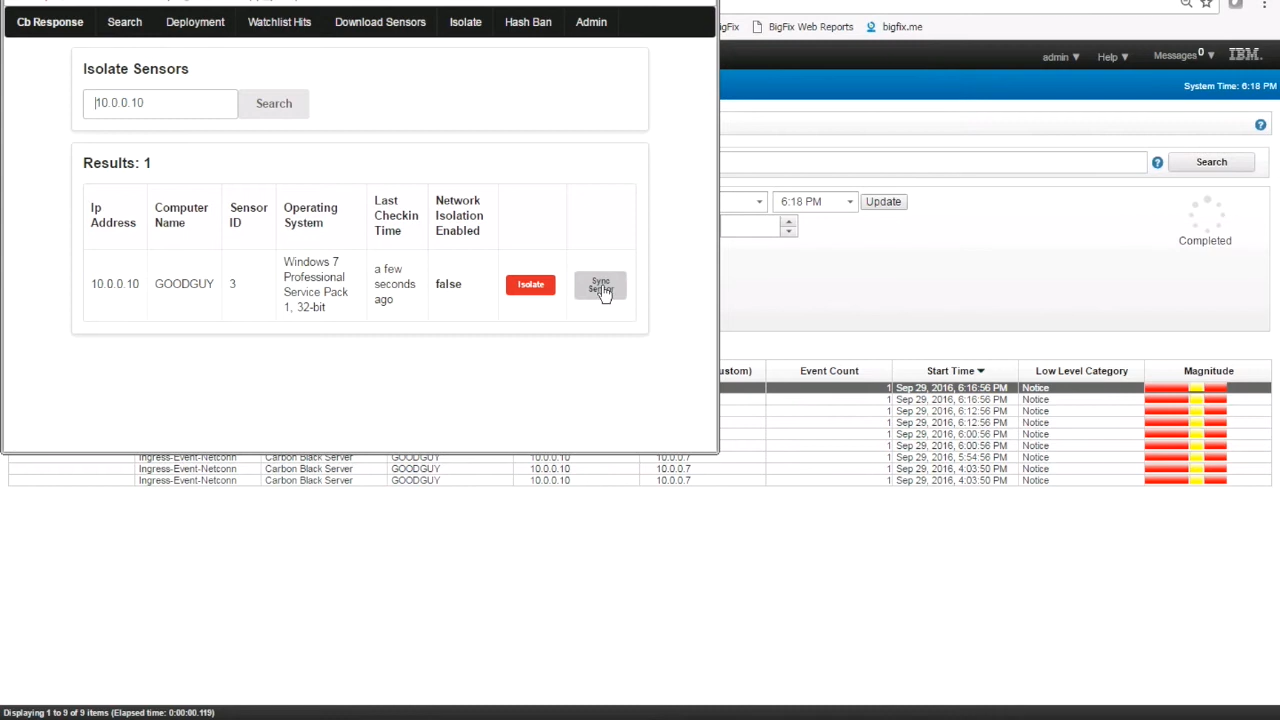 Cb Response Search Deployment Watchlist Hits Download Sensors Isolate Hash Ban Admin
Isolate Sensors
10.0.0.10
Search
Results: 1
Ip Address
Computer Name
Sensor ID
Operating System
Last Checkin Time
Network Isolation Enabled
10.0.0.10
GOODGUY
3
Windows 7 Professional Service Pack 1, 32-bit
a few seconds ago
false
Isolate
Sync
BigFix Web Reports
bigfix.me
admin Help Messages 0 IBM.
System Time: 6:18 PM
Search
6:18 PM
Update
Completed
Event Count Start Time Low Level Category Magnitude
1 Sep 29, 2016, 6:16:56 PM Notice
1 Sep 29, 2016, 6:16:56 PM Notice
1 Sep 29, 2016, 6:12:56 PM Notice
1 Sep 29, 2016, 6:12:56 PM Notice
1 Sep 29, 2016, 6:00:56 PM Notice
1 Sep 29, 2016, 6:00:56 PM Notice
Ingress-Event-Netconn Carbon Black Server GOODGUY 10.0.0.10 10.0.0.7 1 Sep 29, 2016, 5:54:56 PM Notice
Ingress-Event-Netconn Carbon Black Server GOODGUY 10.0.0.10 10.0.0.7 1 Sep 29, 2016, 4:03:50 PM Notice
Ingress-Event-Netconn Carbon Black Server GOODGUY 10.0.0.10 10.0.0.7 1 Sep 29, 2016, 4:03:50 PM Notice
Displaying 1 to 9 of 9 items (Elapsed time: 0:00:00.119)